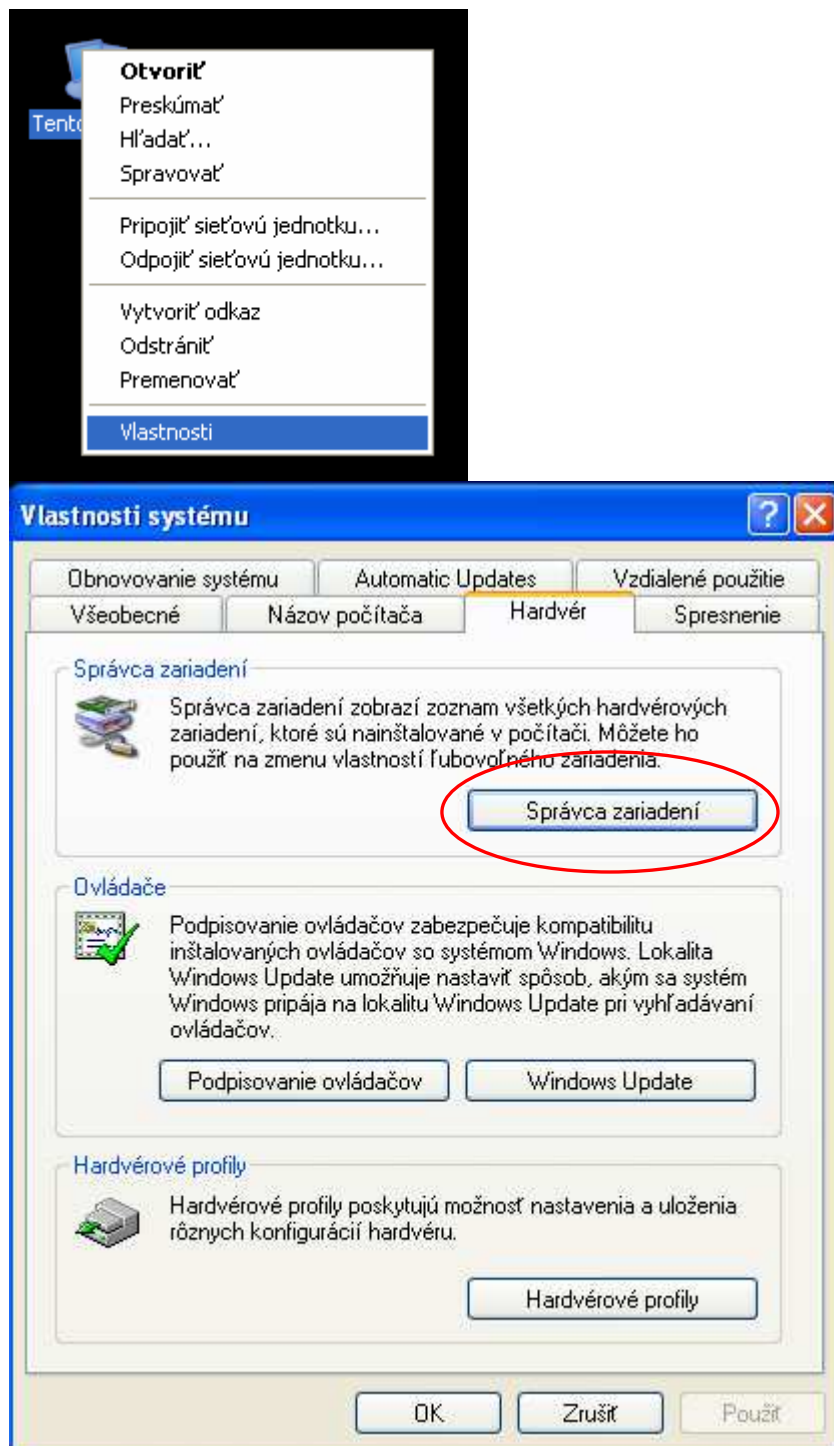 Otvoriť
Preskúmať
Hľadať...
Spravovať
Pripojiť sieťovú jednotku...
Odpojiť sieťovú jednotku...
Vytvoriť odkaz
Odstrániť
Premenovať
Vlastnosti
Vlastnosti systému
Obnovovanie systému Automatic Updates Vzdialené použitie
Všeobecné Názov počítača Hardvér Spresnenie
Správca zariadení
Správca zariadení zobrazí zoznam všetkých hardvérových
zariadení, ktoré sú nainštalované v počítači. Môžete ho
použiť na zmenu vlastností ľubovoľného zariadenia.
Správca zariadení
Ovládače
Podpisovanie ovládačov zabezpečuje kompatibilitu
inštalovaných ovládačov so systémom Windows. Lokalita
Windows Update umožňuje nastaviť spôsob, akým sa systém
Windows pripája na lokalitu Windows Update pri vyhľadávaní
ovládačov.
Podpisovanie ovládačov Windows Update
Hardvérové profily
Hardvérové profily poskytujú možnosť nastavenia a uloženia
rôznych konfigurácií hardvéru.
Hardvérové profily
OK Zrušiť Použiť